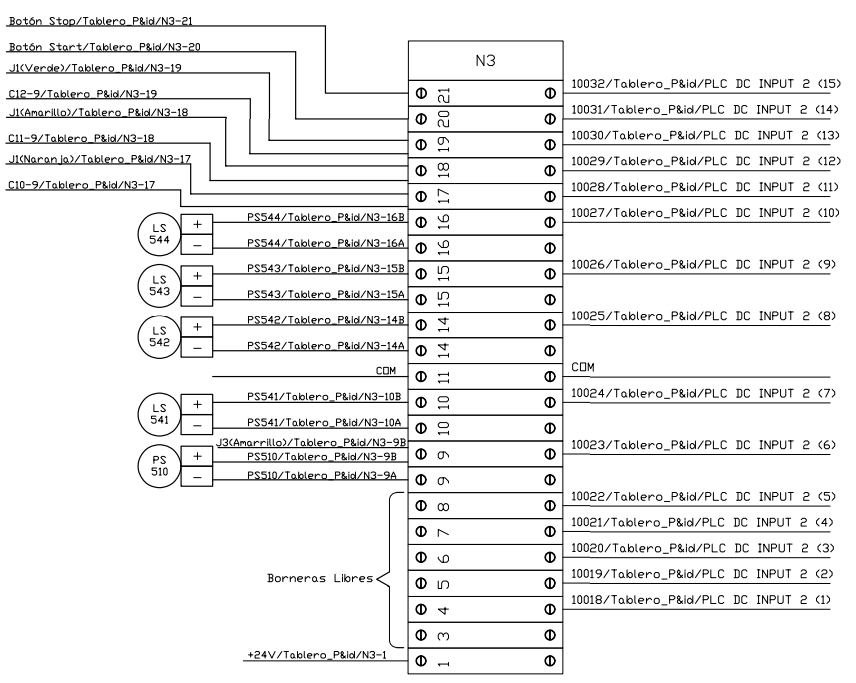 Botón Stop/Tablero_P&id/N3-21
Botón Start/Tablero_P&id/N3-20
J1(Verde)/Tablero_P&id/N3-19
C12-9/Tablero_P&id/N3-19
J1(Amarillo)/Tablero_P&id/N3-18
C11-9/Tablero_P&id/N3-18
J1(Naranja)/Tablero_P&id/N3-17
C10-9/Tablero_P&id/N3-17
N3
21 10032/Tablero_P&id/PLC DC INPUT 2 (15)
20 10031/Tablero_P&id/PLC DC INPUT 2 (14)
19 10030/Tablero_P&id/PLC DC INPUT 2 (13)
18 10029/Tablero_P&id/PLC DC INPUT 2 (12)
17 10028/Tablero_P&id/PLC DC INPUT 2 (11)
LS 544 + PS544/Tablero_P&id/N3-16B 16 10027/Tablero_P&id/PLC DC INPUT 2 (10)
− PS544/Tablero_P&id/N3-16A 16
LS 543 + PS543/Tablero_P&id/N3-15B 15 10026/Tablero_P&id/PLC DC INPUT 2 (9)
− PS543/Tablero_P&id/N3-15A 15
LS 542 + PS542/Tablero_P&id/N3-14B 14 10025/Tablero_P&id/PLC DC INPUT 2 (8)
− PS542/Tablero_P&id/N3-14A 14
COM 11 COM
LS 541 + PS541/Tablero_P&id/N3-10B 10 10024/Tablero_P&id/PLC DC INPUT 2 (7)
− PS541/Tablero_P&id/N3-10A 10
J3(Amarrillo)/Tablero_P&id/N3-9B
PS 510 + PS510/Tablero_P&id/N3-9B 9 10023/Tablero_P&id/PLC DC INPUT 2 (6)
− PS510/Tablero_P&id/N3-9A 9
8 10022/Tablero_P&id/PLC DC INPUT 2 (5)
7 10021/Tablero_P&id/PLC DC INPUT 2 (4)
6 10020/Tablero_P&id/PLC DC INPUT 2 (3)
Borneras Libres 5 10019/Tablero_P&id/PLC DC INPUT 2 (2)
4 10018/Tablero_P&id/PLC DC INPUT 2 (1)
3
+24V/Tablero_P&id/N3-1 1